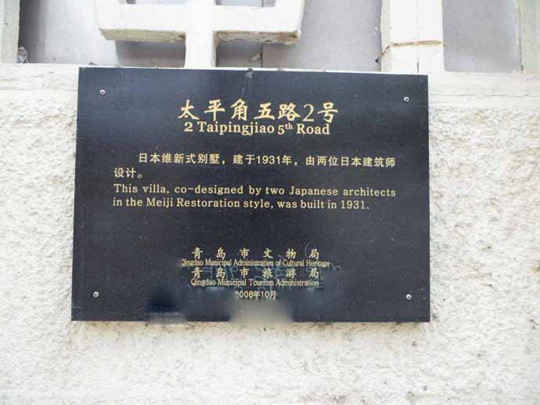 太平角五路2号
2 Taipingjiao 5th Road
日本维新式别墅，建于1931年，由两位日本建筑师
设计。
This villa, co-designed by two Japanese architects
in the Meiji Restoration style, was built in 1931.
青岛市文物局
Qingdao Municipal Administration of Cultural Heritage
青岛市旅游局
Qingdao Municipal Tourism Administration
008年10月